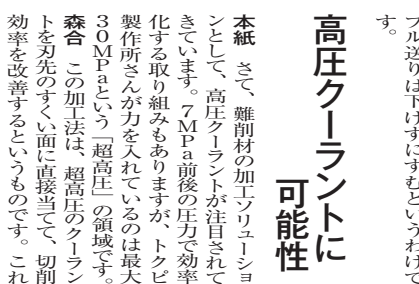 ブル送りは下げずにすむというわけで
す。
高圧クーラントに
可能性
本紙　さて、難削材の加工ソリューショ
ンとして、高圧クーラントが注目されて
きています。7MPa前後の圧力で効率
化する取り組みもありますが、トクピ
製作所さんが力を入れているのは最大
30MPaという「超高圧」の領域です。
森合　この加工法は、超高圧のクーラン
トを刃先のすくい面に直接当てて、切削
効率を改善するというものです。これ